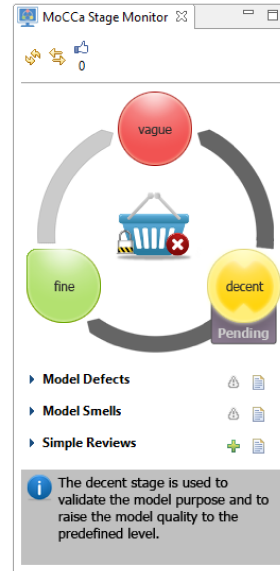 MoCCa Stage Monitor
0
vague
fine
decent
Pending
Model Defects
Model Smells
Simple Reviews
The decent stage is used to
validate the model purpose and to
raise the model quality to the
predefined level.